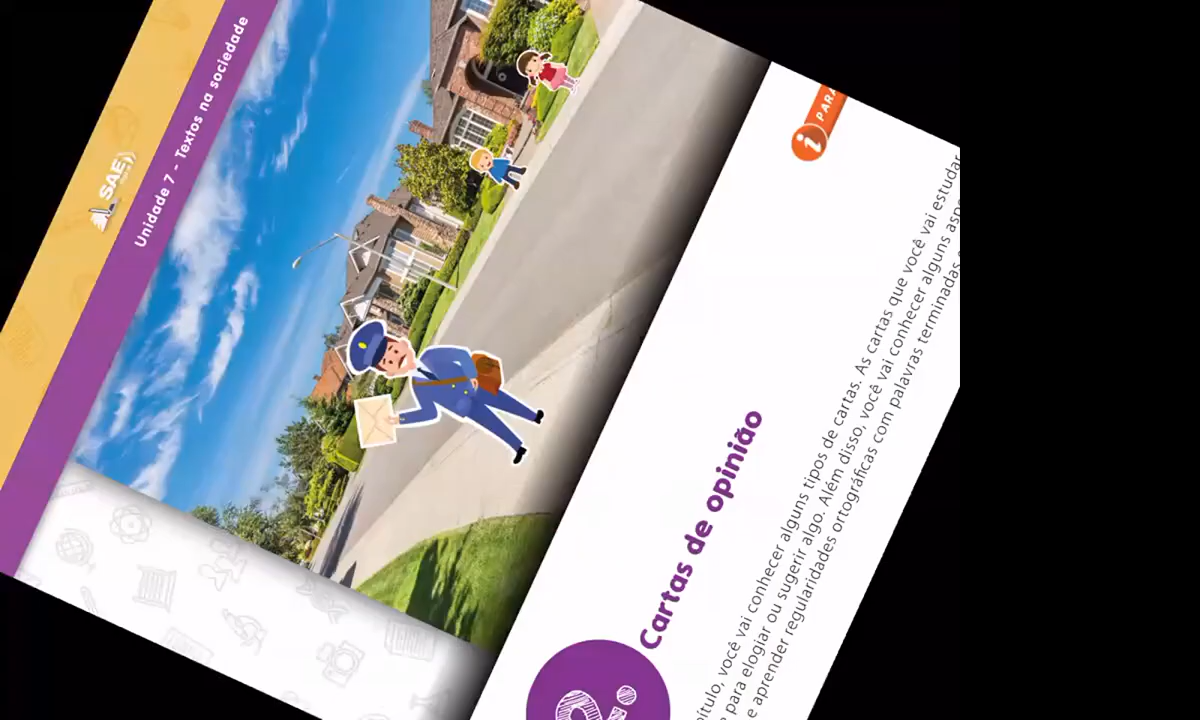 SAE
Unidade 7 - Textos na sociedade
2.
Cartas de opinião
i PARA
você vai conhecer alguns tipos de cartas. As cartas que você vai estudar
para elogiar ou sugerir algo. Além disso, você vai conhecer alguns
e aprender regularidades ortográficas com palavras terminadas